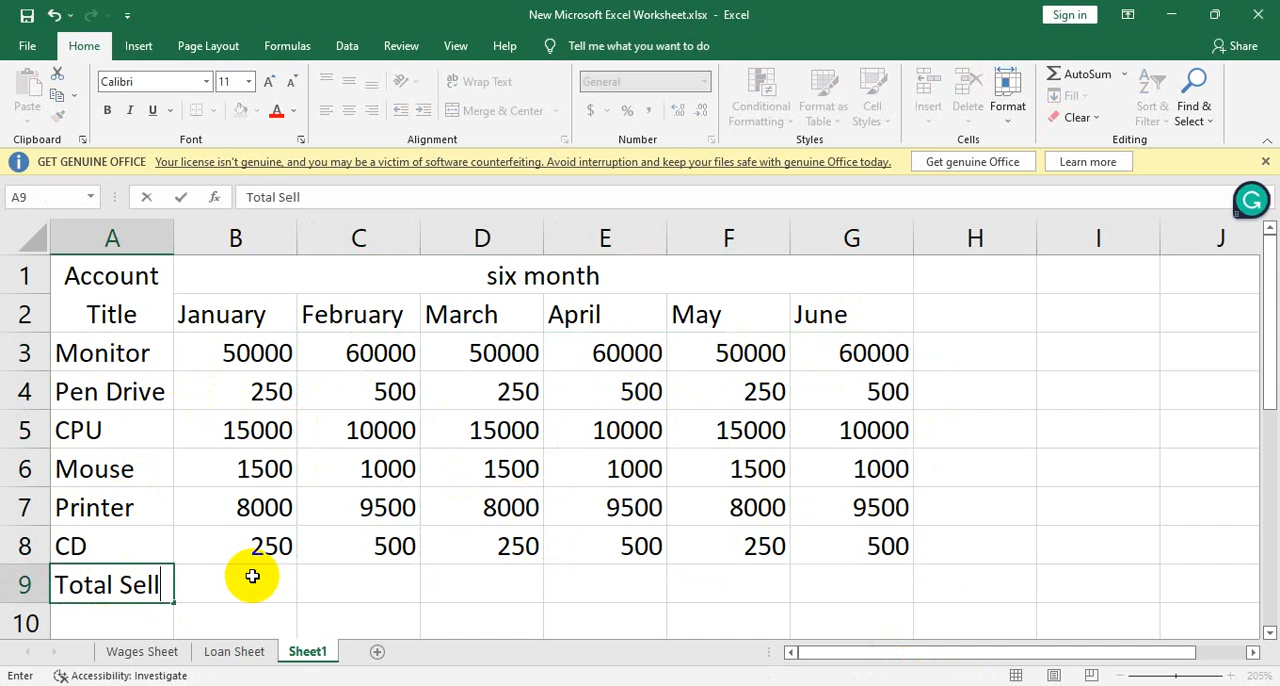 New Microsoft Excel Worksheet.xlsx - Excel
Sign in
File Home Insert Page Layout Formulas Data Review View Help Tell me what you want to do Share
Paste
Calibri 11
B I U A
Wrap Text
Merge & Center
General
$ % ,
Conditional Formatting
Format as Table
Cell Styles
Insert Delete Format
AutoSum
Fill
Clear
Sort & Filter
Find & Select
Clipboard Font Alignment Number Styles Cells Editing
GET GENUINE OFFICE Your license isn't genuine, and you may be a victim of software counterfeiting. Avoid interruption and keep your files safe with genuine Office today. Get genuine Office Learn more
A9 fx Total Sell
A B C D E F G H I J
1 Account six month
2 Title January February March April May June
3 Monitor 50000 60000 50000 60000 50000 60000
4 Pen Drive 250 500 250 500 250 500
5 CPU 15000 10000 15000 10000 15000 10000
6 Mouse 1500 1000 1500 1000 1500 1000
7 Printer 8000 9500 8000 9500 8000 9500
8 CD 250 500 250 500 250 500
9 Total Sell
10
Wages Sheet Loan Sheet Sheet1
Enter Accessibility: Investigate 205%